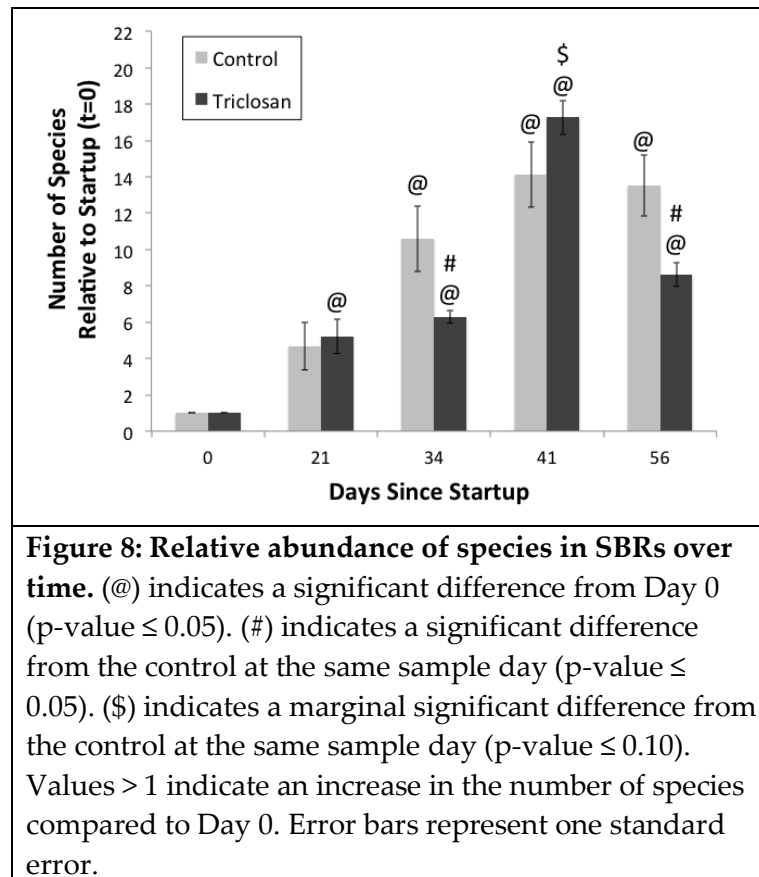 22
20
18
16
14
12
10
8
6
4
2
0
Number of Species
Relative to Startup (t=0)
Control
Triclosan
@
@
#
@
@
$
@
@
#
@
0
21
34
41
56
Days Since Startup
Figure 8: Relative abundance of species in SBRs over
time. (@) indicates a significant difference from Day 0
(p-value ≤ 0.05). (#) indicates a significant difference
from the control at the same sample day (p-value ≤
0.05). ($) indicates a marginal significant difference from
the control at the same sample day (p-value ≤ 0.10).
Values > 1 indicate an increase in the number of species
compared to Day 0. Error bars represent one standard
error.